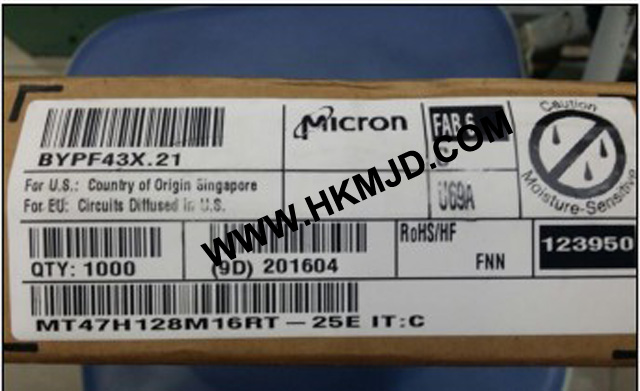 BYPF43X.21
Micron
FAB 6
Caution
Moisture-Sensitive
For U.S.: Country of Origin Singapore
For EU: Circuits Diffused in U.S.
U69A
WWW.HKMJD.COM
QTY: 1000
(9D) 201604
RoHS/HF
FNN
123950
MT47H128M16RT-25E IT:C